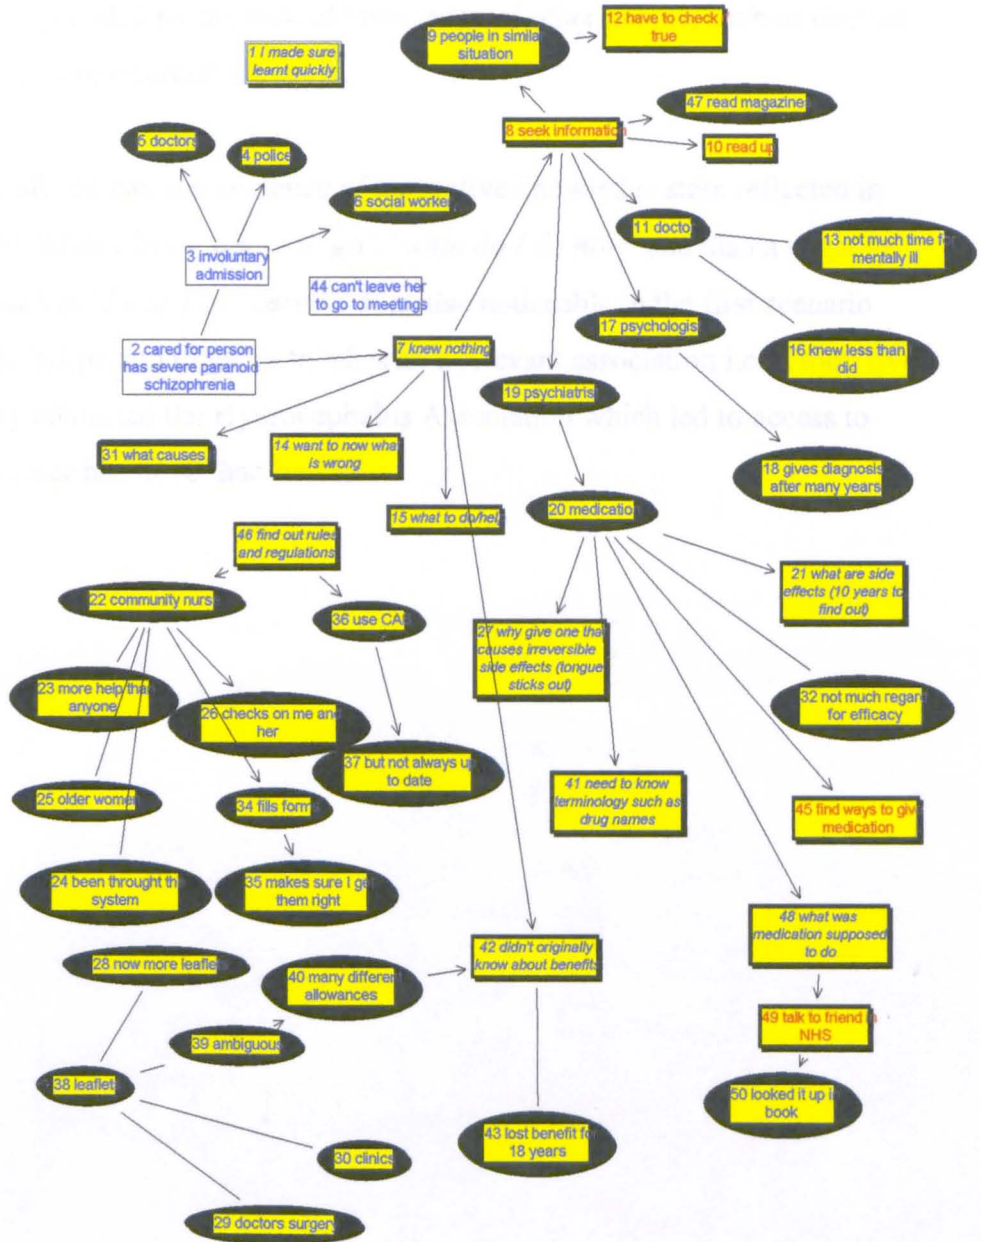 12 have to check if
true
9 people in simila
situation
1 I made sure
learnt quickly
47 read magazine
8 seek information
10 read up
5 doctors
4 police
6 social worker
11 doctor
13 not much time for
mentally ill
3 involuntary
admission
44 can't leave her
to go to meetings
17 psychologis
16 knew less than
did
2 cared for person
has severe paranoid
schizophrenia
7 knew nothing
19 psychiatris
31 what causes
14 want to now wha
is wrong
18 gives diagnosis
after many years
15 what to do/help
20 medication
46 find out rules
and regulations
21 what are side
effects (10 years to
find out)
22 community nurse
36 use CAB
27 why give one that
causes irreversible
side effects (tongue
sticks out)
23 more help than
anyone
26 checks on me and
her
32 not much regard
for efficacy
37 but not always up
to date
25 older women
34 fills forms
41 need to know
terminology such as
drug names
45 find ways to give
medication
24 been throught the
system
35 makes sure I get
them right
48 what was
medication supposed
to do
28 now more leaflets
42 didn't originally
know about benefits
40 many different
allowances
49 talk to friend in
NHS
39 ambiguous
38 leaflets
50 looked it up in
book
43 lost benefit for
18 years
30 clinics
29 doctors surgery